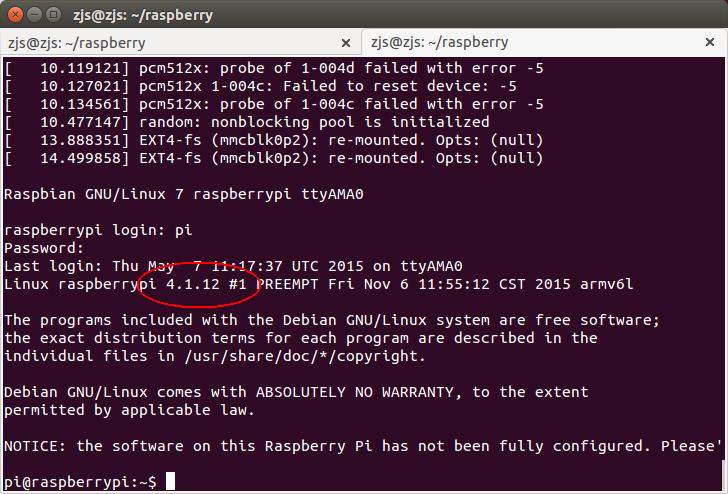 zjs@zjs: ~/raspberry
zjs@zjs: ~/raspberry × zjs@zjs: ~/raspberry ×
[   10.119121] pcm512x: probe of 1-004d failed with error -5
[   10.127021] pcm512x 1-004c: Failed to reset device: -5
[   10.134561] pcm512x: probe of 1-004c failed with error -5
[   10.477147] random: nonblocking pool is initialized
[   13.888351] EXT4-fs (mmcblk0p2): re-mounted. Opts: (null)
[   14.499858] EXT4-fs (mmcblk0p2): re-mounted. Opts: (null)
Raspbian GNU/Linux 7 raspberrypi ttyAMA0
raspberrypi login: pi
Password:
Last login: Thu May  7 11:17:37 UTC 2015 on ttyAMA0
Linux raspberrypi 4.1.12 #1 PREEMPT Fri Nov 6 11:55:12 CST 2015 armv6l
The programs included with the Debian GNU/Linux system are free software;
the exact distribution terms for each program are described in the
individual files in /usr/share/doc/*/copyright.
Debian GNU/Linux comes with ABSOLUTELY NO WARRANTY, to the extent
permitted by applicable law.
NOTICE: the software on this Raspberry Pi has not been fully configured. Please'
pi@raspberrypi:~$